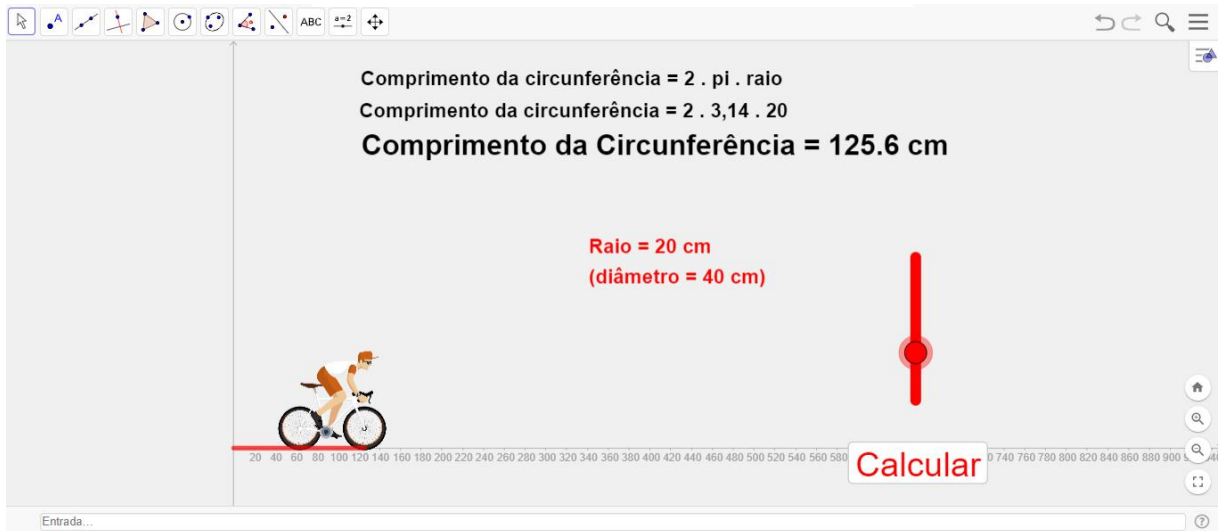 ABC
a=2
Comprimento da circunferência = 2 . pi . raio
Comprimento da circunferência = 2 . 3,14 . 20
Comprimento da Circunferência = 125.6 cm
Raio = 20 cm
(diâmetro = 40 cm)
20 40 60 80 100 120 140 160 180 200 220 240 260 280 300 320 340 360 380 400 420 440 460 480 500 520 540 560 740 760 780 800 820 840 860 880 900
Calcular
Entrada...